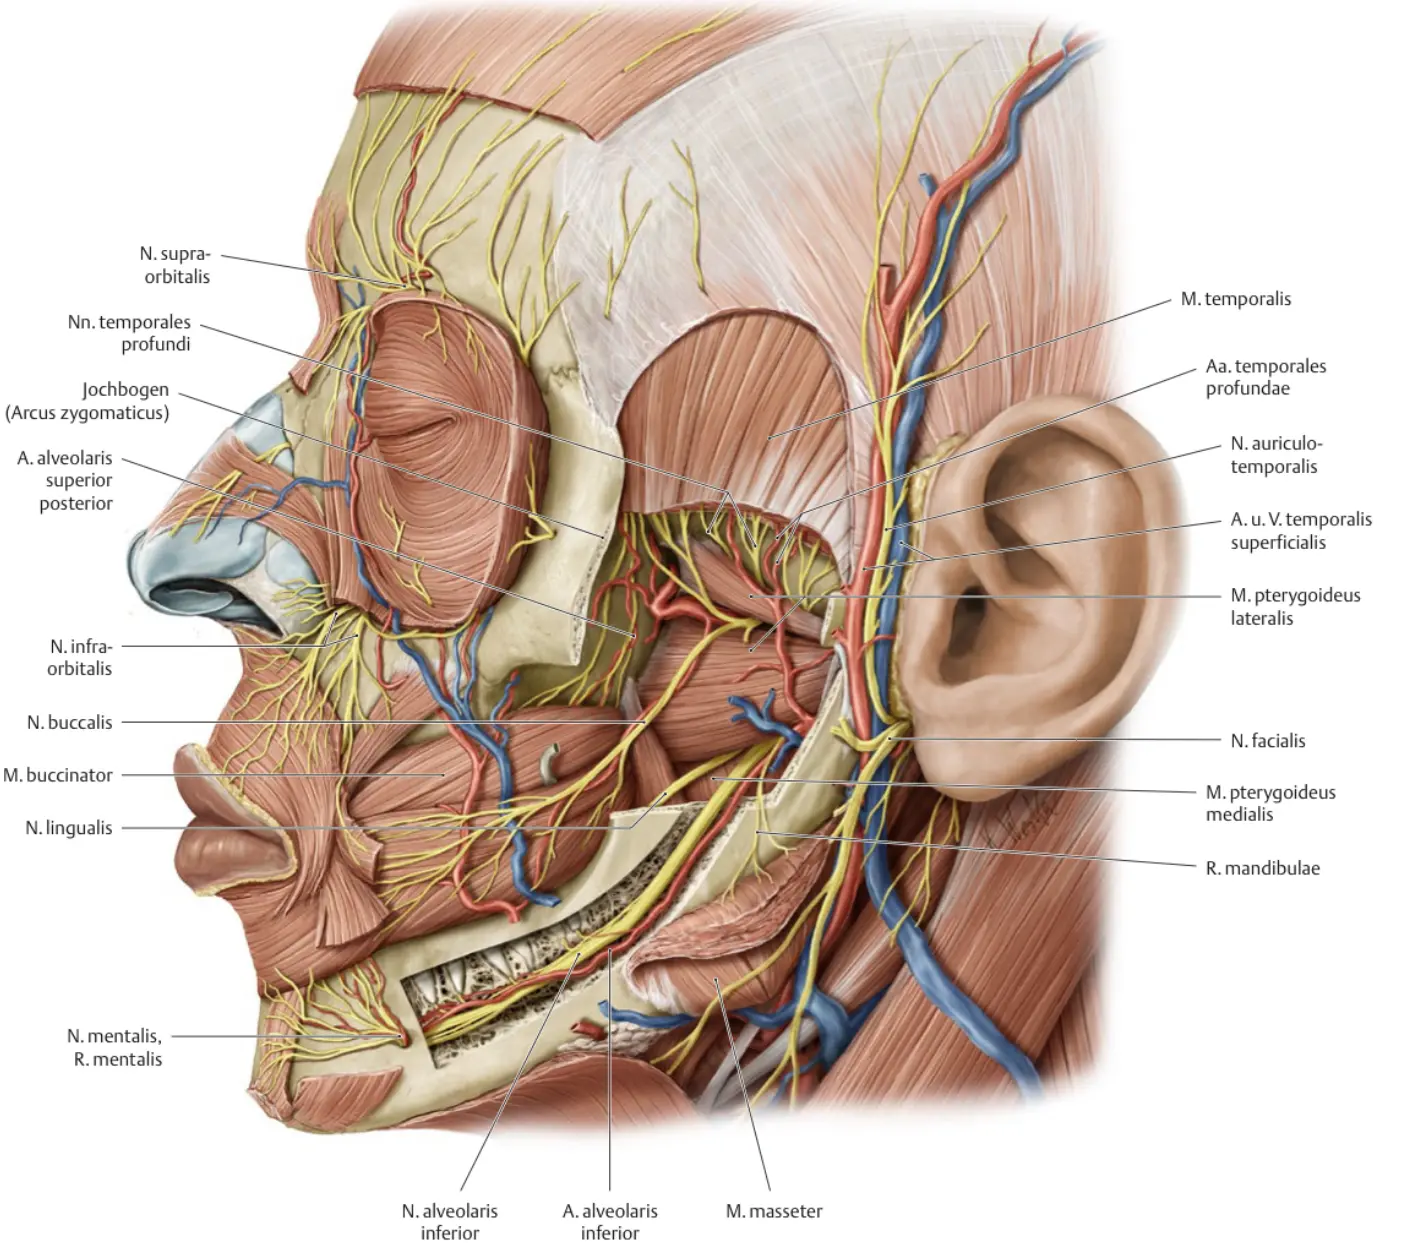 N. supra-
orbitalis
Nn. temporales
profundi
Jochbogen
(Arcus zygomaticus)
A. alveolaris
superior
posterior
N. infra-
orbitalis
N. buccalis
M. buccinator
N. lingualis
N. mentalis,
R. mentalis
N. alveolaris
inferior
A. alveolaris
inferior
M. masseter
M. temporalis
Aa. temporales
profundae
N. auriculo-
temporalis
A. u. V. temporalis
superficialis
M. pterygoideus
lateralis
N. facialis
M. pterygoideus
medialis
R. mandibulae